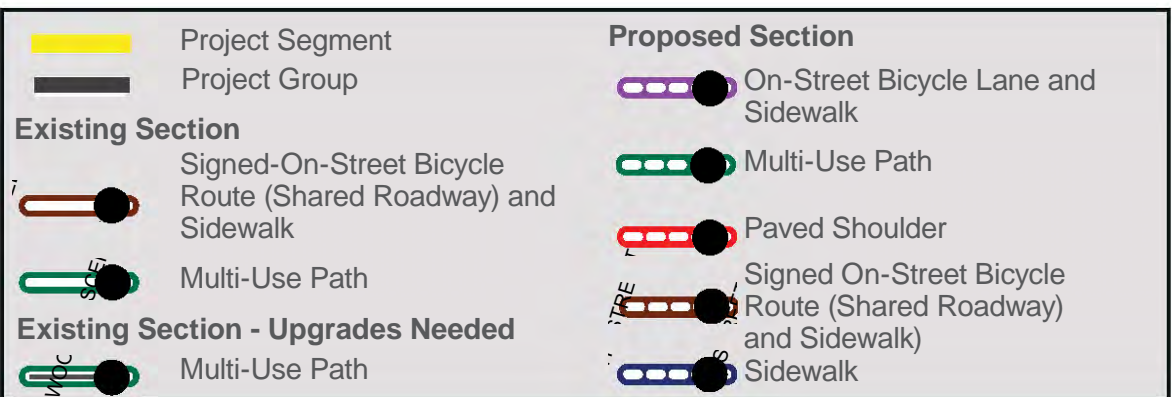 Project Segment
Project Group
Existing Section
Signed-On-Street Bicycle
Route (Shared Roadway) and
Sidewalk
Multi-Use Path
Existing Section - Upgrades Needed
Multi-Use Path
Proposed Section
On-Street Bicycle Lane and
Sidewalk
Multi-Use Path
Paved Shoulder
Signed On-Street Bicycle
Route (Shared Roadway)
and Sidewalk)
Sidewalk